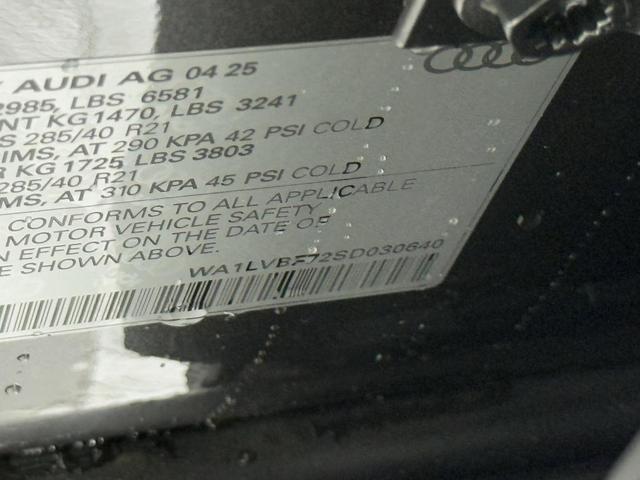 AUDI AG 04 25
2985, LBS 6581
NT KG1470, LBS 3241
S 285/40 R21
IMS, AT 290 KPA 42 PSI COLD
R KG 1725 LBS 3803
285/40 R21
MS, AT 310 KPA 45 PSI COLD
CONFORMS TO ALL APPLICABLE
MOTOR VEHICLE SAFETY
N EFFECT ON THE DATE OF
E SHOWN ABOVE.
WA1LVBF72SD030640